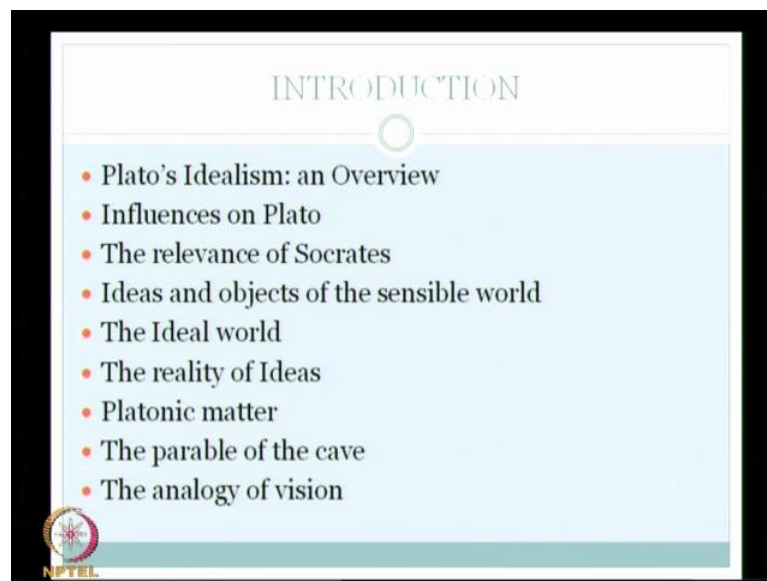 INTRODUCTION
Plato's Idealism: an Overview
Influences on Plato
The relevance of Socrates
Ideas and objects of the sensible world
The Ideal world
The reality of Ideas
Platonic matter
The parable of the cave
The analogy of vision
NPTEL